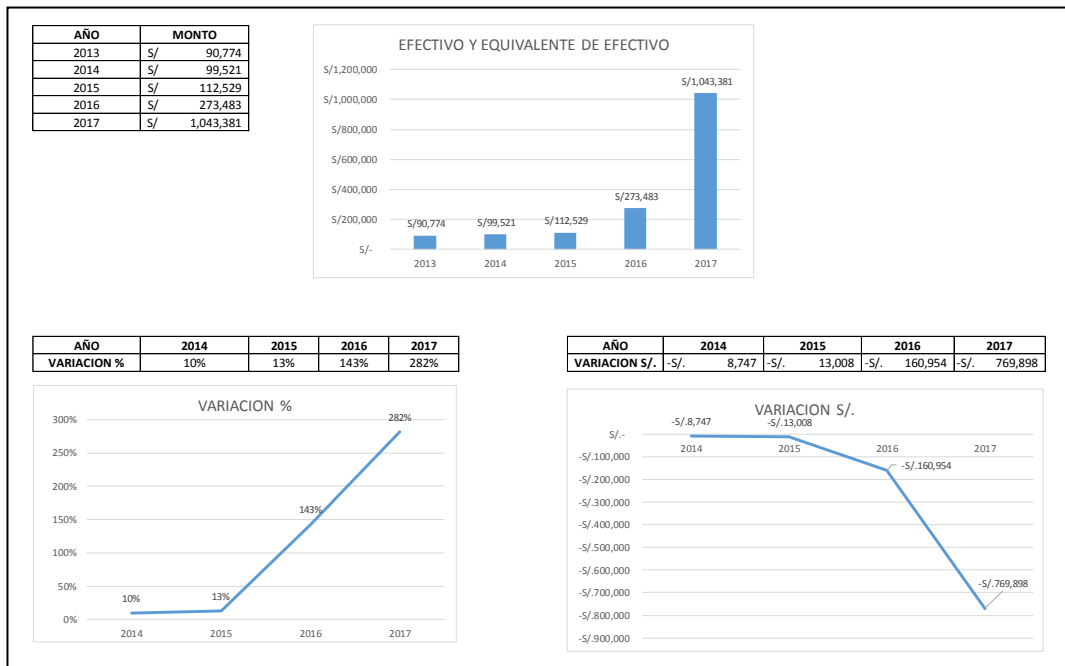 AÑO MONTO
2013 S/ 90,774
2014 S/ 99,521
2015 S/ 112,529
2016 S/ 273,483
2017 S/ 1,043,381
EFECTIVO Y EQUIVALENTE DE EFECTIVO
S/1,200,000
S/1,000,000
S/800,000
S/600,000
S/400,000
S/200,000
S/-
S/90,774 S/99,521 S/112,529 S/273,483 S/1,043,381
2013 2014 2015 2016 2017
AÑO 2014 2015 2016 2017
VARIACION % 10% 13% 143% 282%
VARIACION %
300%
250%
200%
150%
100%
50%
0%
10% 13% 143% 282%
2014 2015 2016 2017
AÑO 2014 2015 2016 2017
VARIACION S/. -S/. 8,747 -S/. 13,008 -S/. 160,954 -S/. 769,898
VARIACION S/.
S/.-
-S/.100,000
-S/.200,000
-S/.300,000
-S/.400,000
-S/.500,000
-S/.600,000
-S/.700,000
-S/.800,000
-S/.900,000
-S/.8,747 -S/.13,008 -S/.160,954 -S/.769,898
2014 2015 2016 2017